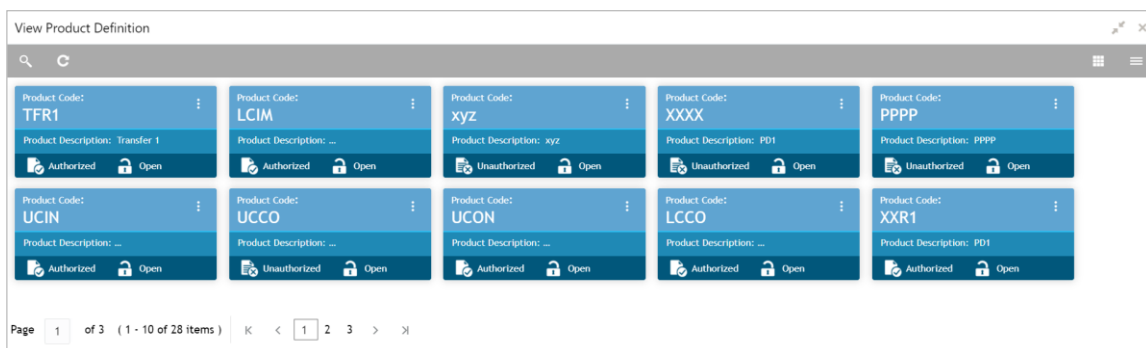 View Product Definition
Product Code: Product Code: Product Code: Product Code: Product Code:
TFR1 LCIM xyz XXXX PPPP
Product Description: Transfer 1 Product Description: ... Product Description: xyz Product Description: PD1 Product Description: PPPP
Authorized Open Authorized Open Unauthorized Open Unauthorized Open Unauthorized Open
Product Code: Product Code: Product Code: Product Code: Product Code:
UCIN UCCO UCON LCCO XXR1
Product Description: ... Product Description: ... Product Description: ... Product Description: ... Product Description: PD1
Authorized Open Unauthorized Open Authorized Open Authorized Open Authorized Open
Page 1 of 3 ( 1 - 10 of 28 items ) 1 2 3